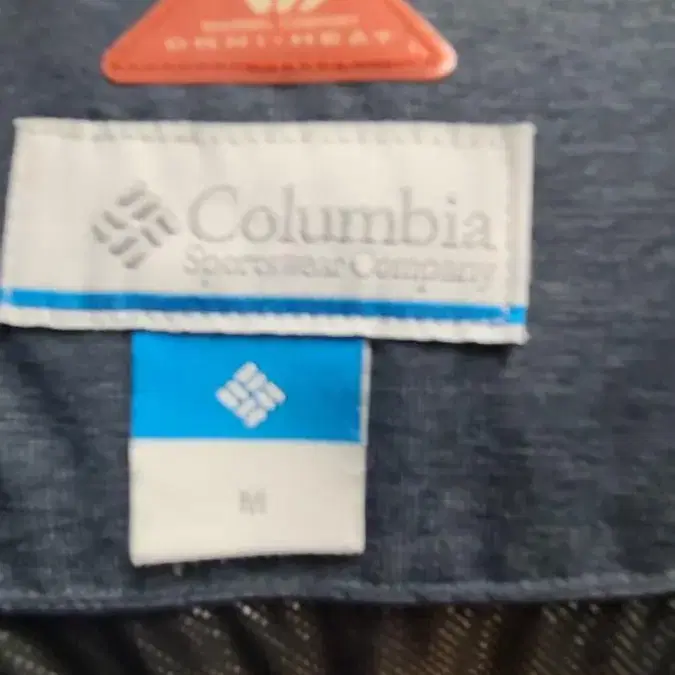 OMNI-HEAT
Columbia
Sportswear Company
M